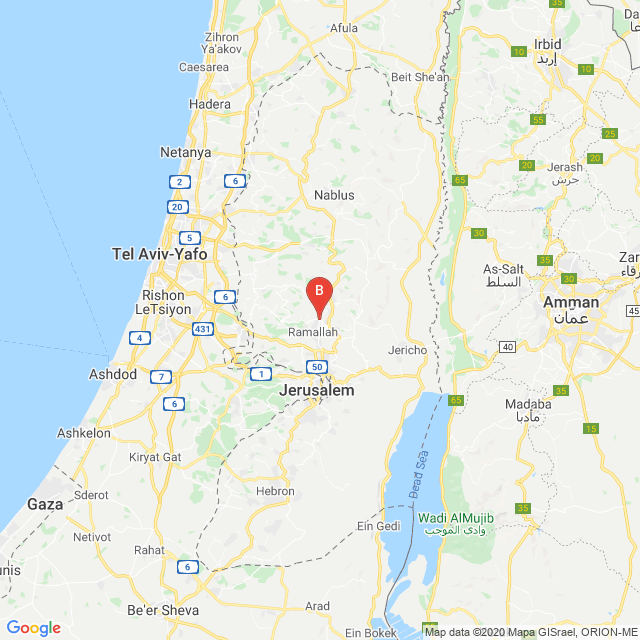 35
Da
عا
Zihron
Ya'akov
Afula
Irbid
إربد
10
10
Caesarea
Beit She'an
Hadera
55
25
Netanya
20
20
Jerash
جرش
2
6
65
Nablus
20
5
30
Tel Aviv-Yafo
Zar
رقاء
As-Salt
السلط
35
B
6
Rishon
LeTsiyon
Amman
عمان
45
431
Ramallah
4
40
Jericho
50
Ashdod
7
1
Jerusalem
65
Madaba
مادبا
6
Ashkelon
15
Kiryat Gat
Dead Sea
Hebron
Gaza
Sderot
35
Wadi AlMujib
وادي الموجب
Ein Gedi
Netivot
Rahat
35
unis
6
Arad
Be'er Sheva
Google
Ein Bokek
Map data ©2020 Mapa GISrael, ORION-ME